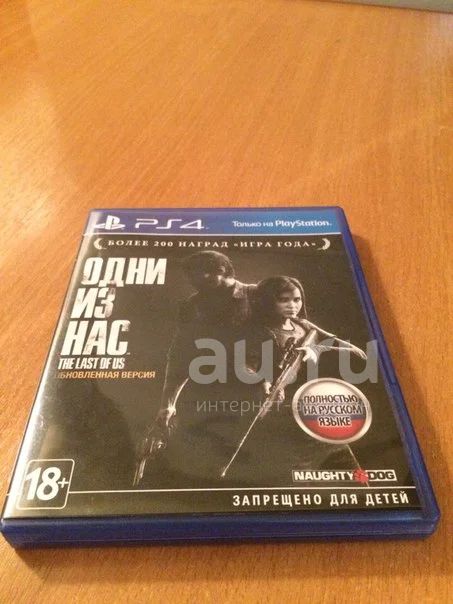 PS4
Только на PlayStation.
БОЛЕЕ 200 НАГРАД «ИГРА ГОДА»
ОДНИ
ИЗ
НАС
THE LAST OF US
ОБНОВЛЕННАЯ ВЕРСИЯ
au.ru
интернет-
ПОЛНОСТЬЮ
НА РУССКОМ
ЯЗЫКЕ
NAUGHTY DOG
18+
ЗАПРЕЩЕНО ДЛЯ ДЕТЕЙ